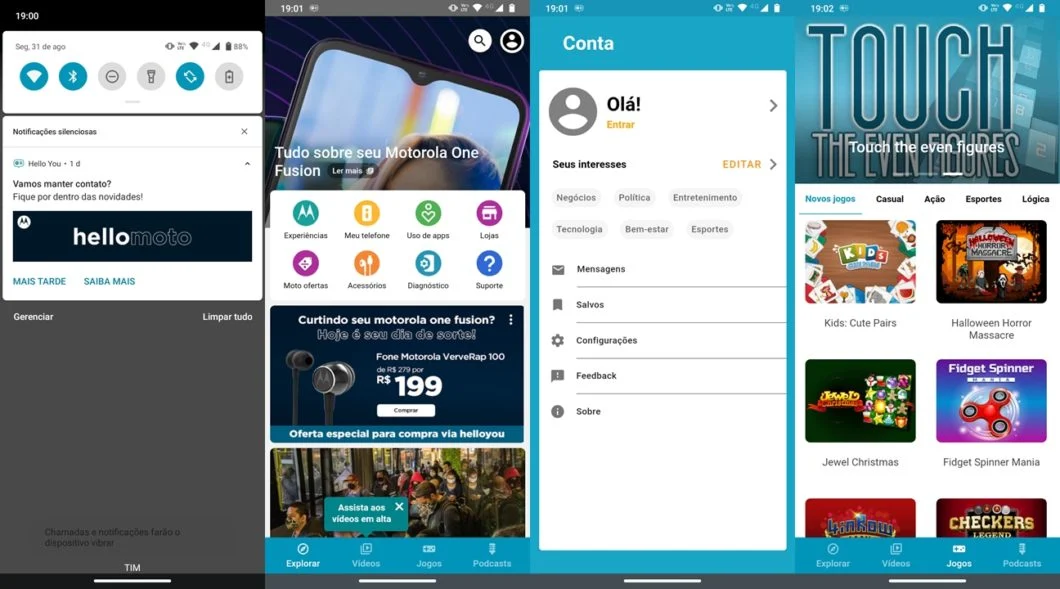 19:00
Seg, 31 de ago
4G
88%
Notificações silenciosas
Hello You • 1 d
Vamos manter contato?
Fique por dentro das novidades!
hellomoto
MAIS TARDE
SAIBA MAIS
Gerenciar
Limpar tudo
Chamadas e notificações farão o
dispositivo vibrar
TIM
19:01
4G
Tudo sobre seu Motorola One
Fusion
Ler mais
Experiências
Meu telefone
Uso de apps
Lojas
Moto ofertas
Acessórios
Diagnóstico
Suporte
Curtindo seu motorola one fusion?
Hoje é seu dia de sorte!
Fone Motorola VerveRap 100
de R$ 279 por
R$ 199
Comprar
Oferta especial para compra via helloyou
Assista aos
vídeos em alta
Explorar
Vídeos
Jogos
Podcasts
19:01
4G
Conta
Olá!
Entrar
Seus interesses
EDITAR
Negócios
Política
Entretenimento
Tecnologia
Bem-estar
Esportes
Mensagens
Salvos
Configurações
Feedback
Sobre
19:02
4G
TOUCH
THE EVEN FIGURES
Touch the even figures
Novos jogos
Casual
Ação
Esportes
Lógica
KIDS
HALLOWEEN
HORROR
MASSACRE
Kids: Cute Pairs
Halloween Horror
Massacre
Jewel
Christmas
Fidget Spinner
MANIA
Jewel Christmas
Fidget Spinner Mania
4INROW
CHECKERS
LEGEND
Explorar
Vídeos
Jogos
Podcasts